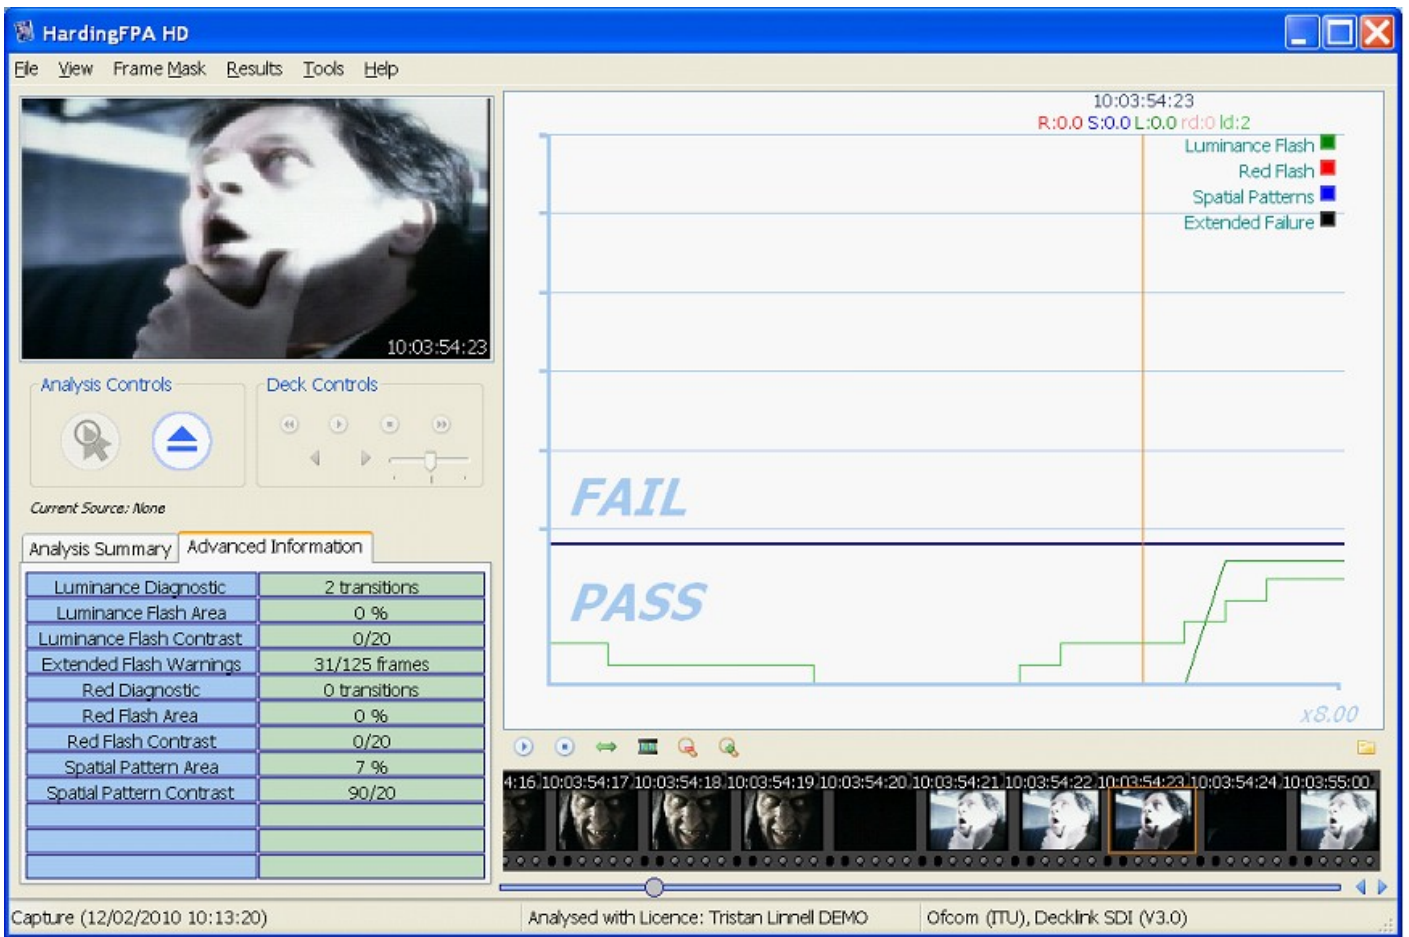 HardingFPA HD
File View Frame Mask Results Tools Help
10:03:54:23
Analysis Controls
Deck Controls
Current Source: None
Analysis Summary
Advanced Information
Luminance Diagnostic 2 transitions
Luminance Flash Area 0 %
Luminance Flash Contrast 0/20
Extended Flash Warnings 31/125 frames
Red Diagnostic 0 transitions
Red Flash Area 0 %
Red Flash Contrast 0/20
Spatial Pattern Area 7 %
Spatial Pattern Contrast 90/20
10:03:54:23
R:0.0 S:0.0 L:0.0 rd:0 ld:2
Luminance Flash
Red Flash
Spatial Patterns
Extended Failure
FAIL
PASS
x8.00
4:16 10:03:54:17 10:03:54:18 10:03:54:19 10:03:54:20 10:03:54:21 10:03:54:22 10:03:54:23 10:03:54:24 10:03:55:00
Capture (12/02/2010 10:13:20)
Analysed with Licence: Tristan Linnell DEMO
Ofcom (ITU), Decklink SDI (V3.0)